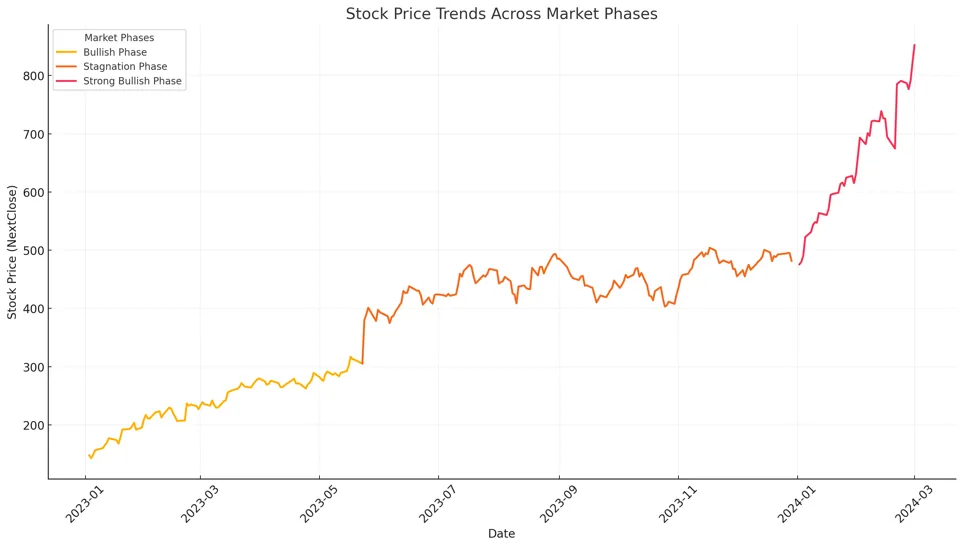 Stock Price Trends Across Market Phases
Market Phases
Bullish Phase
Stagnation Phase
Strong Bullish Phase
Stock Price (NextClose)
800
700
600
500
400
300
200
2023-01
2023-03
2023-05
2023-07
2023-09
2023-11
2024-01
2024-03
Date